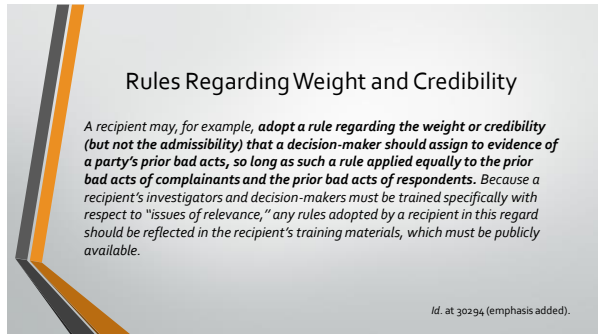 Rules Regarding Weight and Credibility
A recipient may, for example, adopt a rule regarding the weight or credibility
(but not the admissibility) that a decision-maker should assign to evidence of
a party’s prior bad acts, so long as such a rule applied equally to the prior
bad acts of complainants and the prior bad acts of respondents. Because a
recipient’s investigators and decision-makers must be trained specifically with
respect to “issues of relevance,” any rules adopted by a recipient in this regard
should be reflected in the recipient’s training materials, which must be publicly
available.
Id. at 30294 (emphasis added).